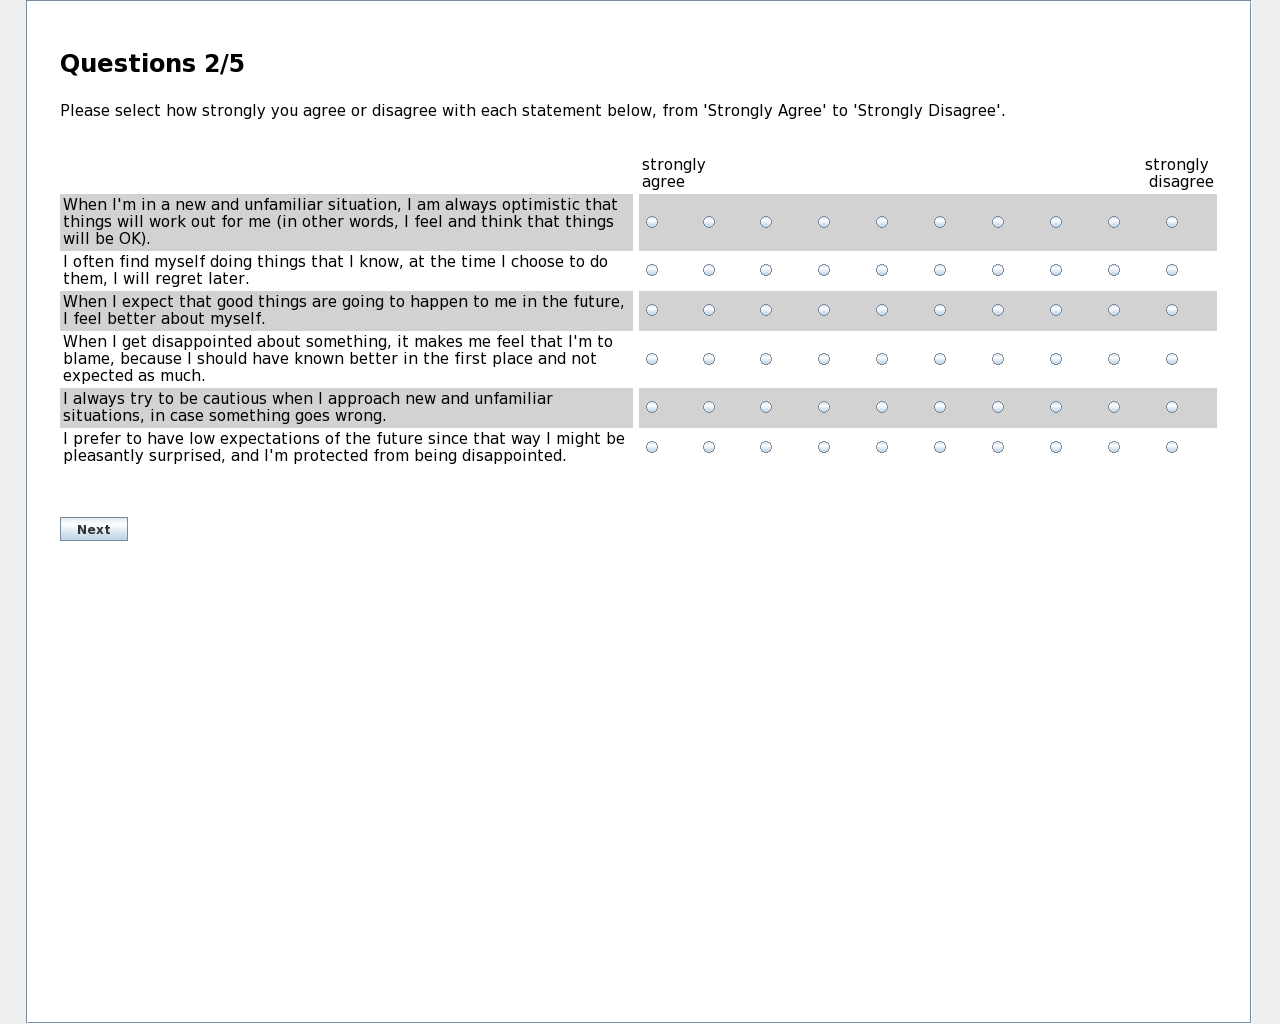 Questions 2/5
Please select how strongly you agree or disagree with each statement below, from 'Strongly Agree' to 'Strongly Disagree'.
strongly
agree
strongly
disagree
When I'm in a new and unfamiliar situation, I am always optimistic that
things will work out for me (in other words, I feel and think that things
will be OK).
I often find myself doing things that I know, at the time I choose to do
them, I will regret later.
When I expect that good things are going to happen to me in the future,
I feel better about myself.
When I get disappointed about something, it makes me feel that I'm to
blame, because I should have known better in the first place and not
expected as much.
I always try to be cautious when I approach new and unfamiliar
situations, in case something goes wrong.
I prefer to have low expectations of the future since that way I might be
pleasantly surprised, and I'm protected from being disappointed.
Next